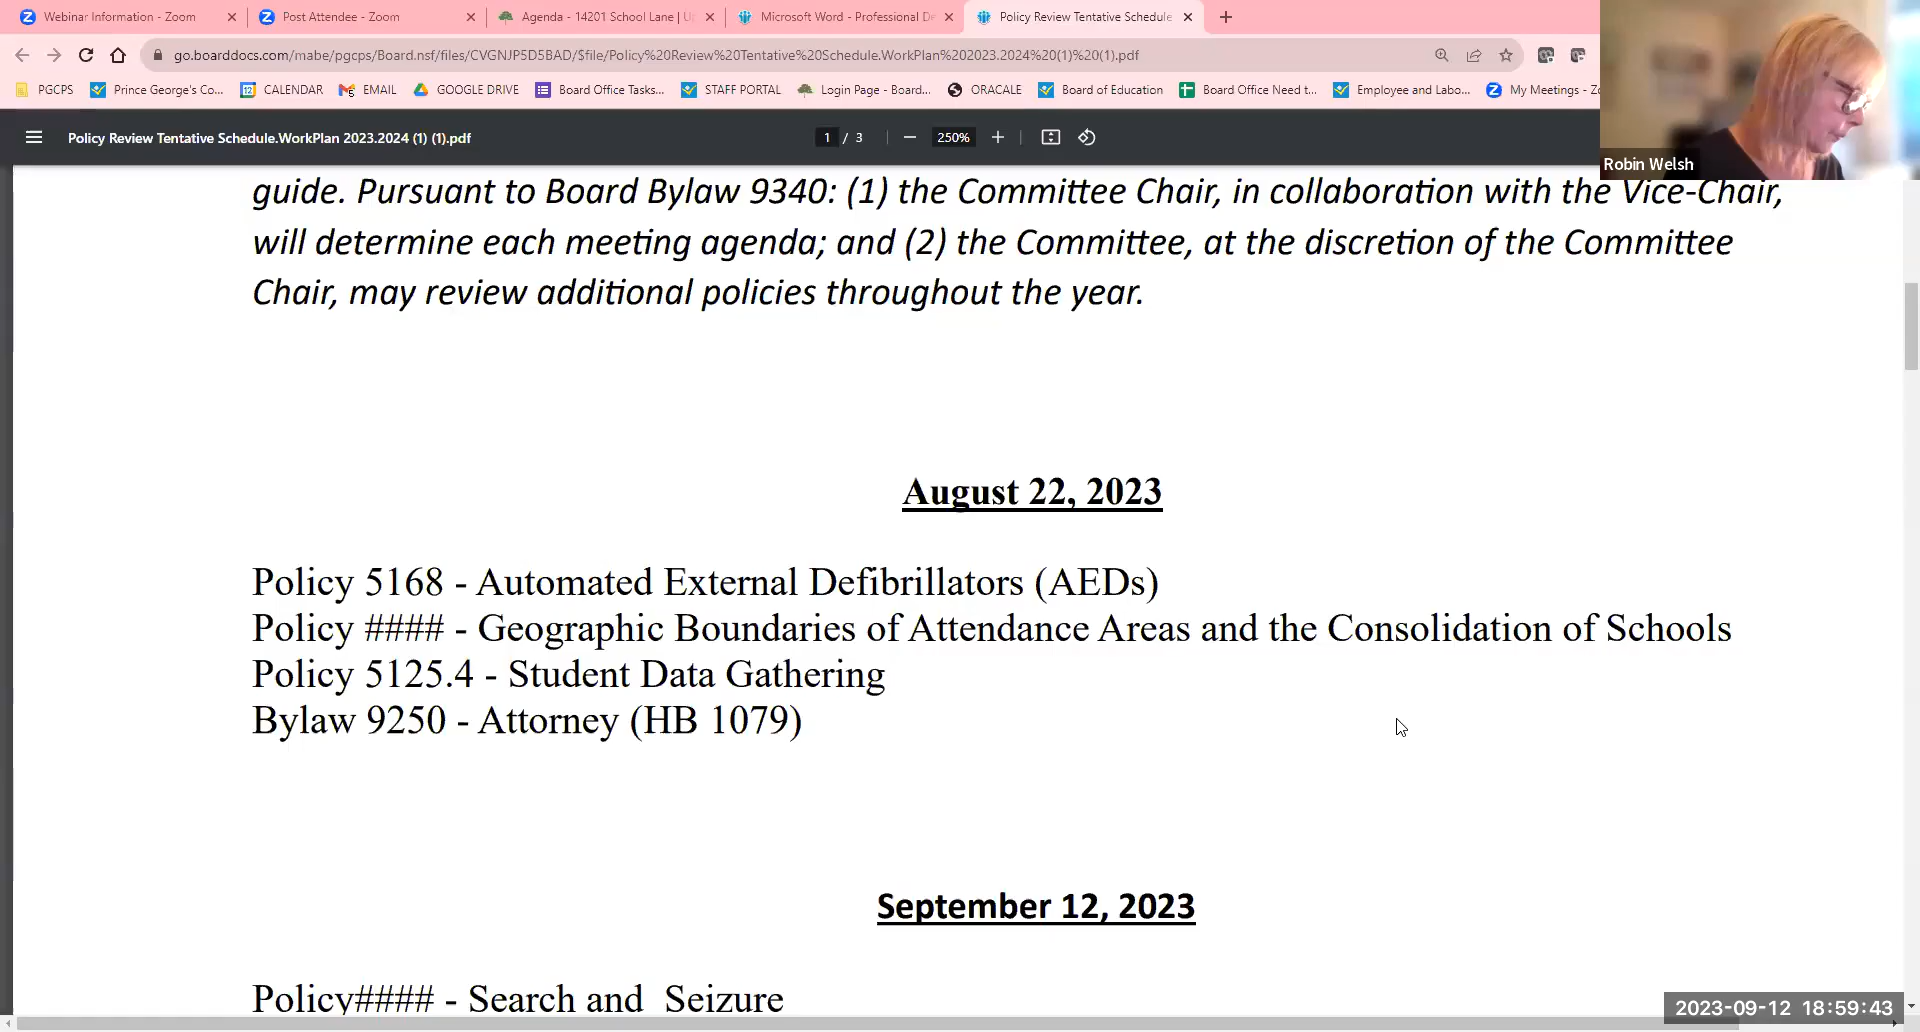 Webinar Information - Zoom
Post Attendee - Zoom
Agenda - 14201 School Lane | U
Microsoft Word - Professional De
Policy Review Tentative Schedule
go.boarddocs.com/mabe/pgcps/Board.nsf/files/CVGNJP5D5BAD/$file/Policy%20Review%20Tentative%20Schedule.WorkPlan%202023.2024%20(1)%20(1).pdf
PGCPS
Prince George's Co...
CALENDAR
EMAIL
GOOGLE DRIVE
Board Office Tasks...
STAFF PORTAL
Login Page - Board...
ORACALE
Board of Education
Board Office Need t...
Employee and Labo...
My Meetings - Zo
Policy Review Tentative Schedule.WorkPlan 2023.2024 (1) (1).pdf
1 / 3
250%
Robin Welsh
guide. Pursuant to Board Bylaw 9340: (1) the Committee Chair, in collaboration with the Vice-Chair,
will determine each meeting agenda; and (2) the Committee, at the discretion of the Committee
Chair, may review additional policies throughout the year.
August 22, 2023
Policy 5168 - Automated External Defibrillators (AEDs)
Policy #### - Geographic Boundaries of Attendance Areas and the Consolidation of Schools
Policy 5125.4 - Student Data Gathering
Bylaw 9250 - Attorney (HB 1079)
September 12, 2023
Policy#### - Search and Seizure
2023-09-12 18:59:43